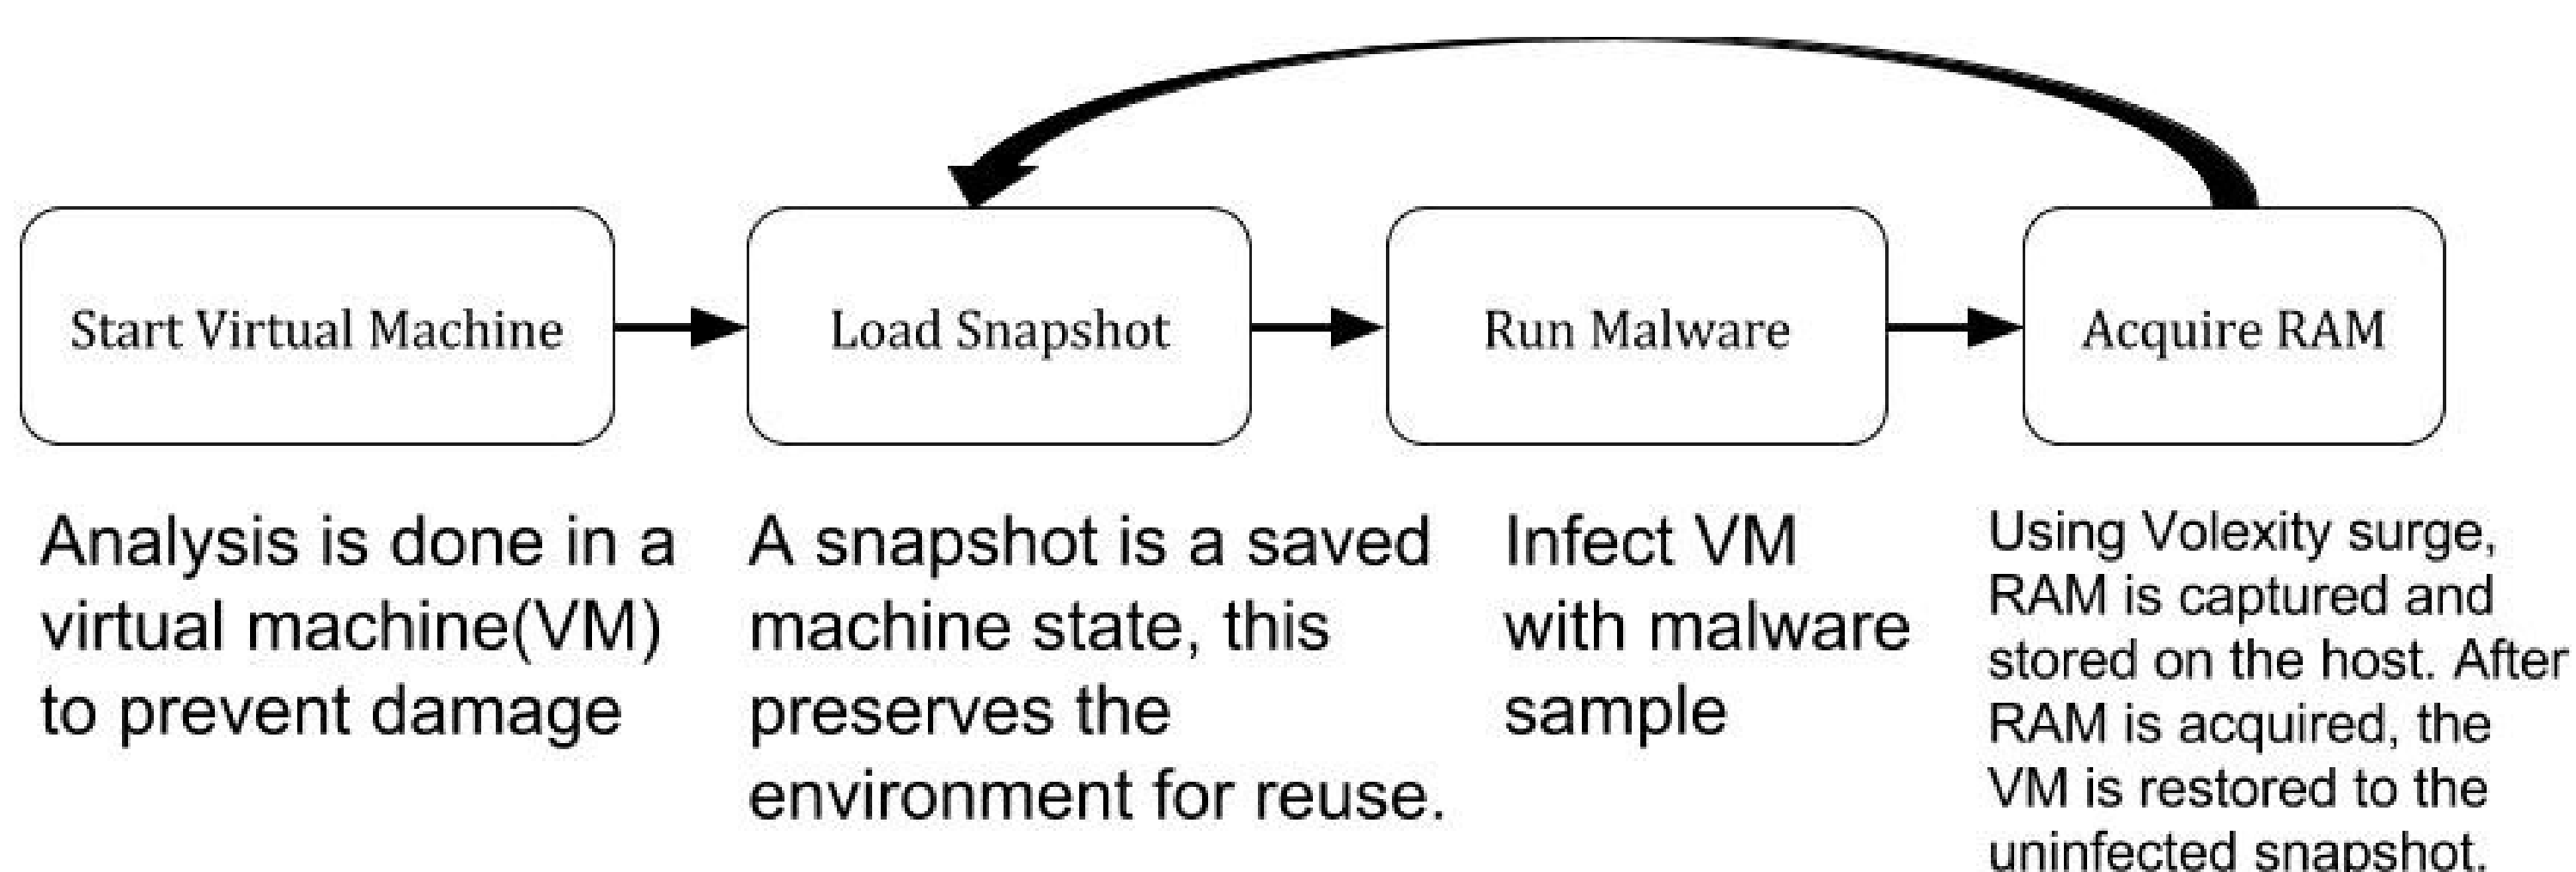 Start Virtual Machine
Load Snapshot
Run Malware
Acquire RAM
Analysis is done in a
virtual machine(VM)
to prevent damage
A snapshot is a saved
machine state, this
preserves the
environment for reuse.
Infect VM
with malware
sample
Using Volexity surge,
RAM is captured and
stored on the host. After
RAM is acquired, the
VM is restored to the
uninfected snapshot.